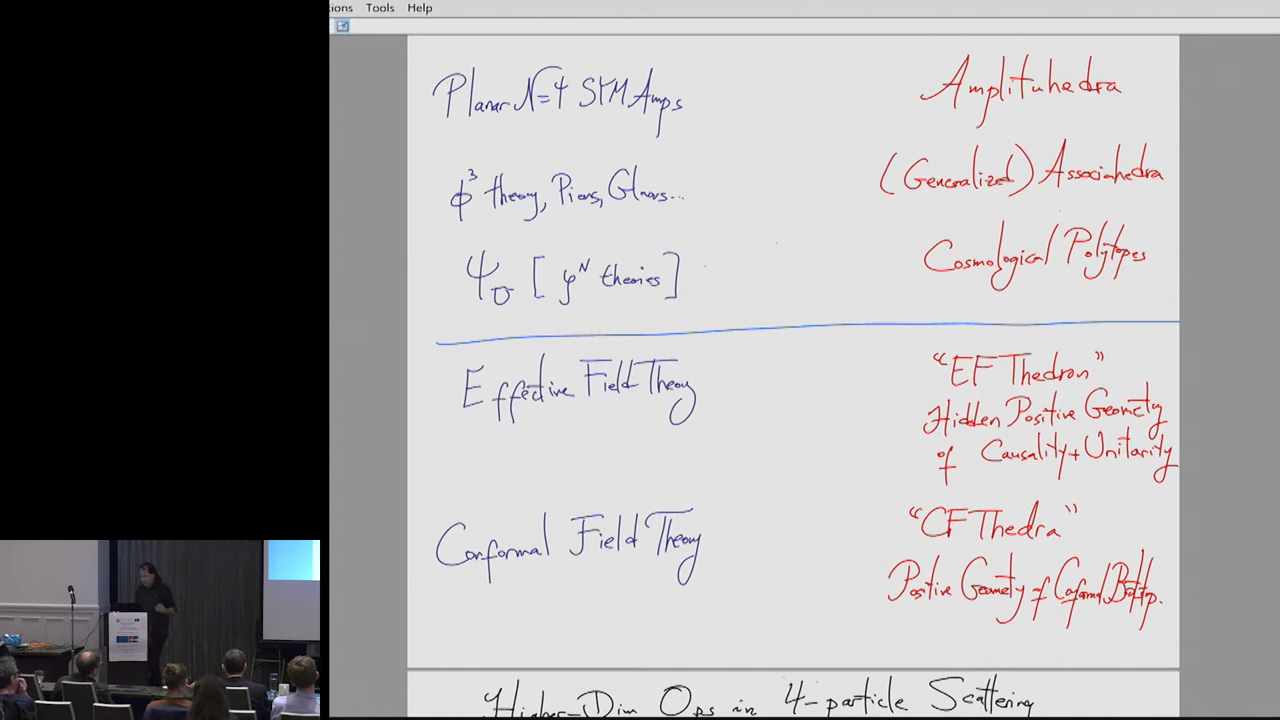 ions Tools Help
Planar N=4 SYM Amps
Amplituhedra
φ³ theory, Pions, Gluons...
(Generalized) Associahedra
Ψ℧ [φᴺ theories]
Cosmological Polytopes
Effective Field Theory
"EFThedron"
Hidden Positive Geometry
of Causality + Unitarity
Conformal Field Theory
"CFThedra"
Positive Geometry of Coformal Btstrp.
Higher-Dim Ops in 4-particle Scattering